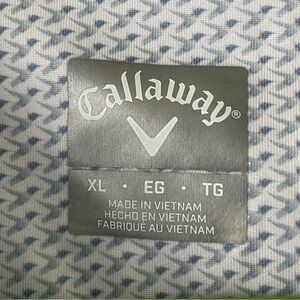 Callaway®
XL · EG · TG
MADE IN VIETNAM
HECHO EN VIETNAM
FABRIQUÉ AU VIETNAM